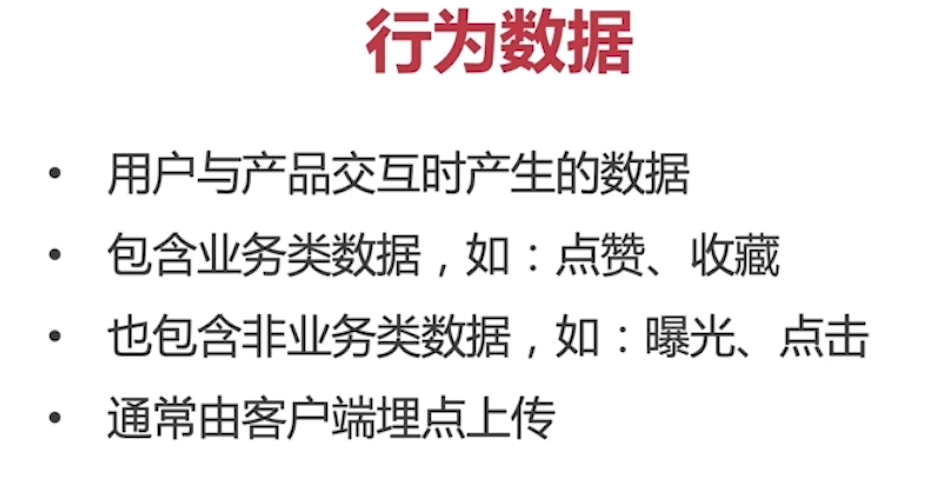 行为数据
• 用户与产品交互时产生的数据
• 包含业务类数据，如：点赞、收藏
• 也包含非业务类数据，如：曝光、点击
• 通常由客户端埋点上传